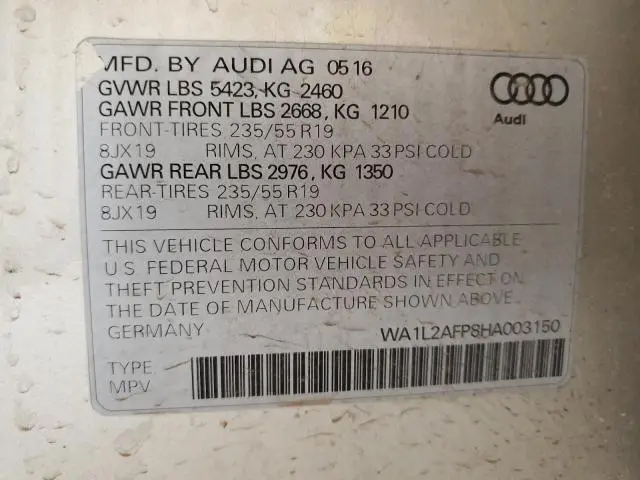 MFD. BY AUDI AG 05 16
GVWR LBS 5423, KG 2460
GAWR FRONT LBS 2668, KG 1210
FRONT-TIRES 235/55 R19
8JX19 RIMS, AT 230 KPA 33 PSI COLD
GAWR REAR LBS 2976, KG 1350
REAR-TIRES 235/55 R19
8JX19 RIMS, AT 230 KPA 33 PSI COLD
Audi
THIS VEHICLE CONFORMS TO ALL APPLICABLE
U.S. FEDERAL MOTOR VEHICLE SAFETY AND
THEFT PREVENTION STANDARDS IN EFFECT ON
THE DATE OF MANUFACTURE SHOWN ABOVE.
GERMANY WA1L2AFP8HA003150
TYPE
MPV